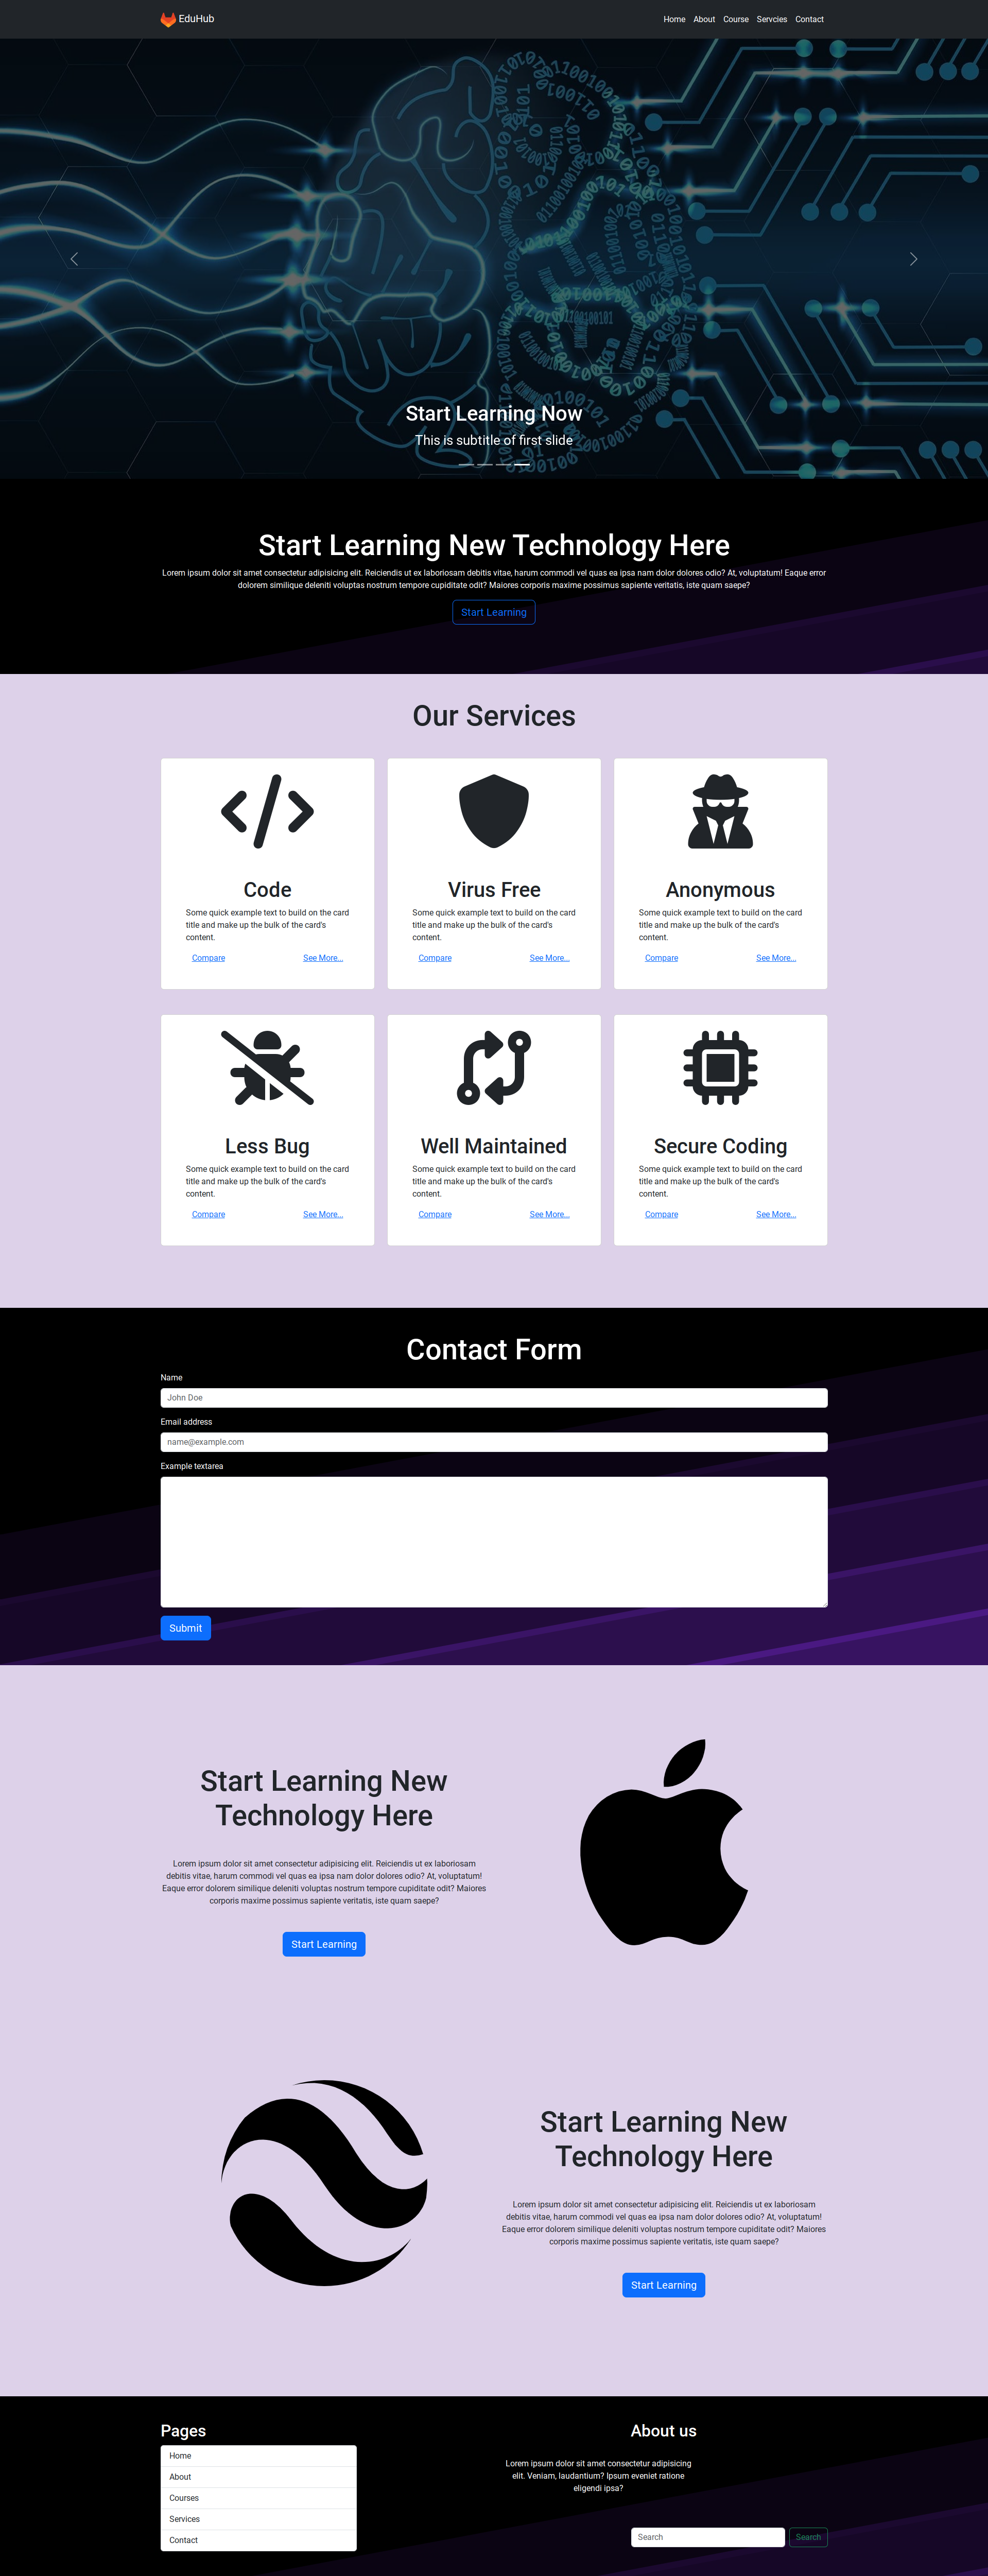 EduHub
Home About Course Servcies Contact
Start Learning Now
This is subtitle of first slide
Start Learning New Technology Here
Lorem ipsum dolor sit amet consectetur adipisicing elit. Reiciendis ut ex laboriosam debitis vitae, harum commodi vel quas ea ipsa nam dolor dolores odio? At, voluptatum! Eaque error
dolorem similique deleniti voluptas nostrum tempore cupiditate odit? Maiores corporis maxime possimus sapiente veritatis, iste quam saepe?
Start Learning
Our Services
Code
Some quick example text to build on the card
title and make up the bulk of the card's
content.
Compare See More...
Virus Free
Some quick example text to build on the card
title and make up the bulk of the card's
content.
Compare See More...
Anonymous
Some quick example text to build on the card
title and make up the bulk of the card's
content.
Compare See More...
Less Bug
Some quick example text to build on the card
title and make up the bulk of the card's
content.
Compare See More...
Well Maintained
Some quick example text to build on the card
title and make up the bulk of the card's
content.
Compare See More...
Secure Coding
Some quick example text to build on the card
title and make up the bulk of the card's
content.
Compare See More...
Contact Form
Name
John Doe
Email address
name@example.com
Example textarea
Submit
Start Learning New
Technology Here
Lorem ipsum dolor sit amet consectetur adipisicing elit. Reiciendis ut ex laboriosam
debitis vitae, harum commodi vel quas ea ipsa nam dolor dolores odio? At, voluptatum!
Eaque error dolorem similique deleniti voluptas nostrum tempore cupiditate odit? Maiores
corporis maxime possimus sapiente veritatis, iste quam saepe?
Start Learning
Start Learning New
Technology Here
Lorem ipsum dolor sit amet consectetur adipisicing elit. Reiciendis ut ex laboriosam
debitis vitae, harum commodi vel quas ea ipsa nam dolor dolores odio? At, voluptatum!
Eaque error dolorem similique deleniti voluptas nostrum tempore cupiditate odit? Maiores
corporis maxime possimus sapiente veritatis, iste quam saepe?
Start Learning
Pages
Home
About
Courses
Services
Contact
About us
Lorem ipsum dolor sit amet consectetur adipisicing
elit. Veniam, laudantium? Ipsum eveniet ratione
eligendi ipsa?
Search Search